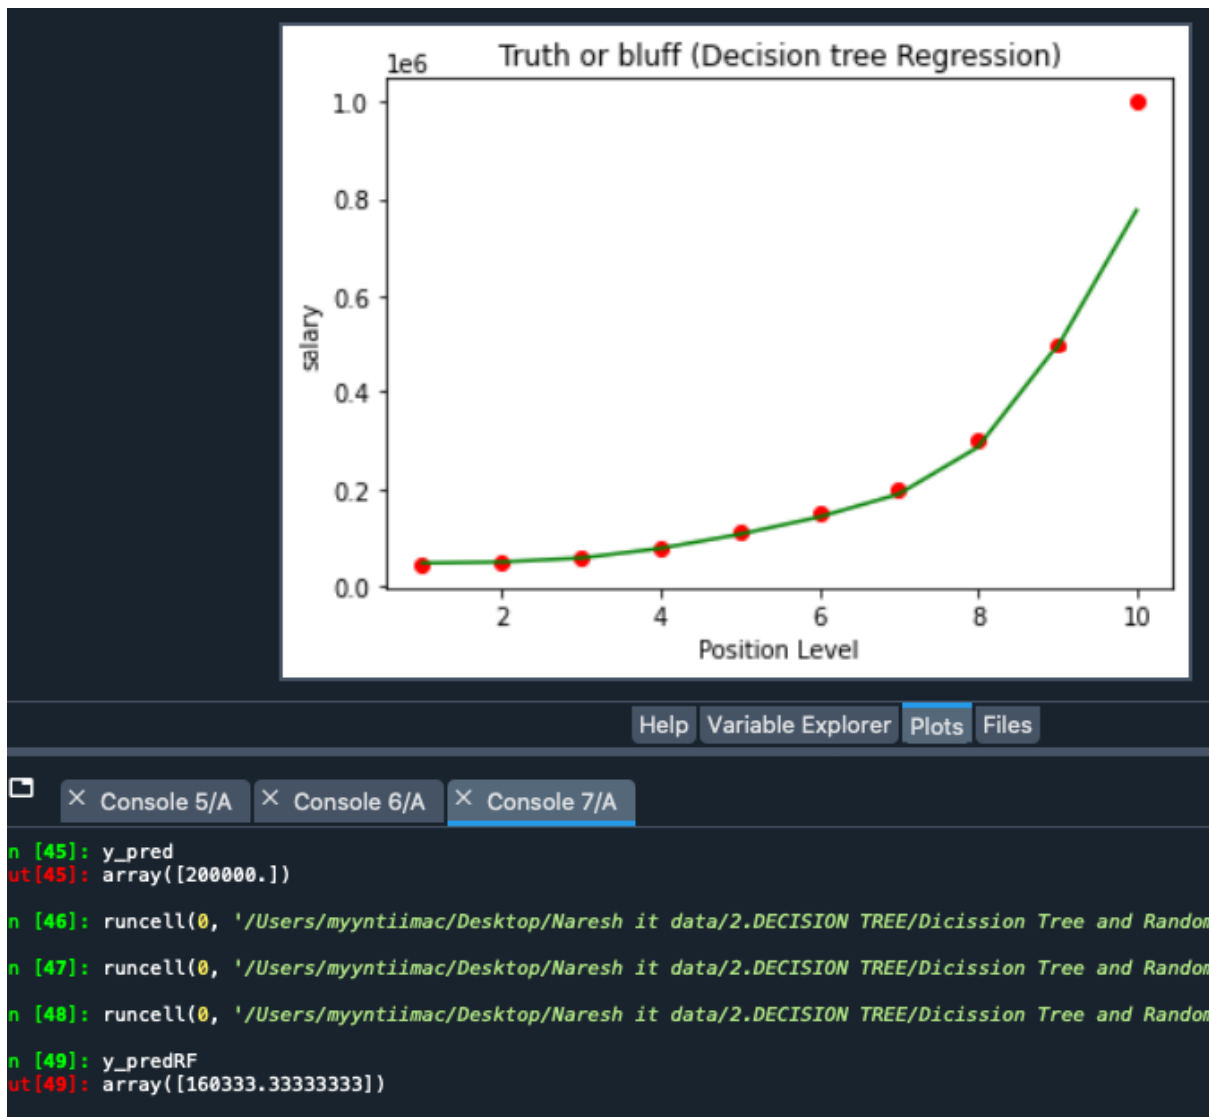 Truth or bluff (Decision tree Regression)
1e6
1.0
0.8
0.6
0.4
0.2
0.0
salary
2 4 6 8 10
Position Level
Help Variable Explorer Plots Files
Console 5/A Console 6/A Console 7/A
n [45]: y_pred
ut[45]: array([200000.])
n [46]: runcell(0, '/Users/myyntiimac/Desktop/Naresh it data/2.DECISION TREE/Dicission Tree and Random
n [47]: runcell(0, '/Users/myyntiimac/Desktop/Naresh it data/2.DECISION TREE/Dicission Tree and Random
n [48]: runcell(0, '/Users/myyntiimac/Desktop/Naresh it data/2.DECISION TREE/Dicission Tree and Random
n [49]: y_predRF
ut[49]: array([160333.33333333])